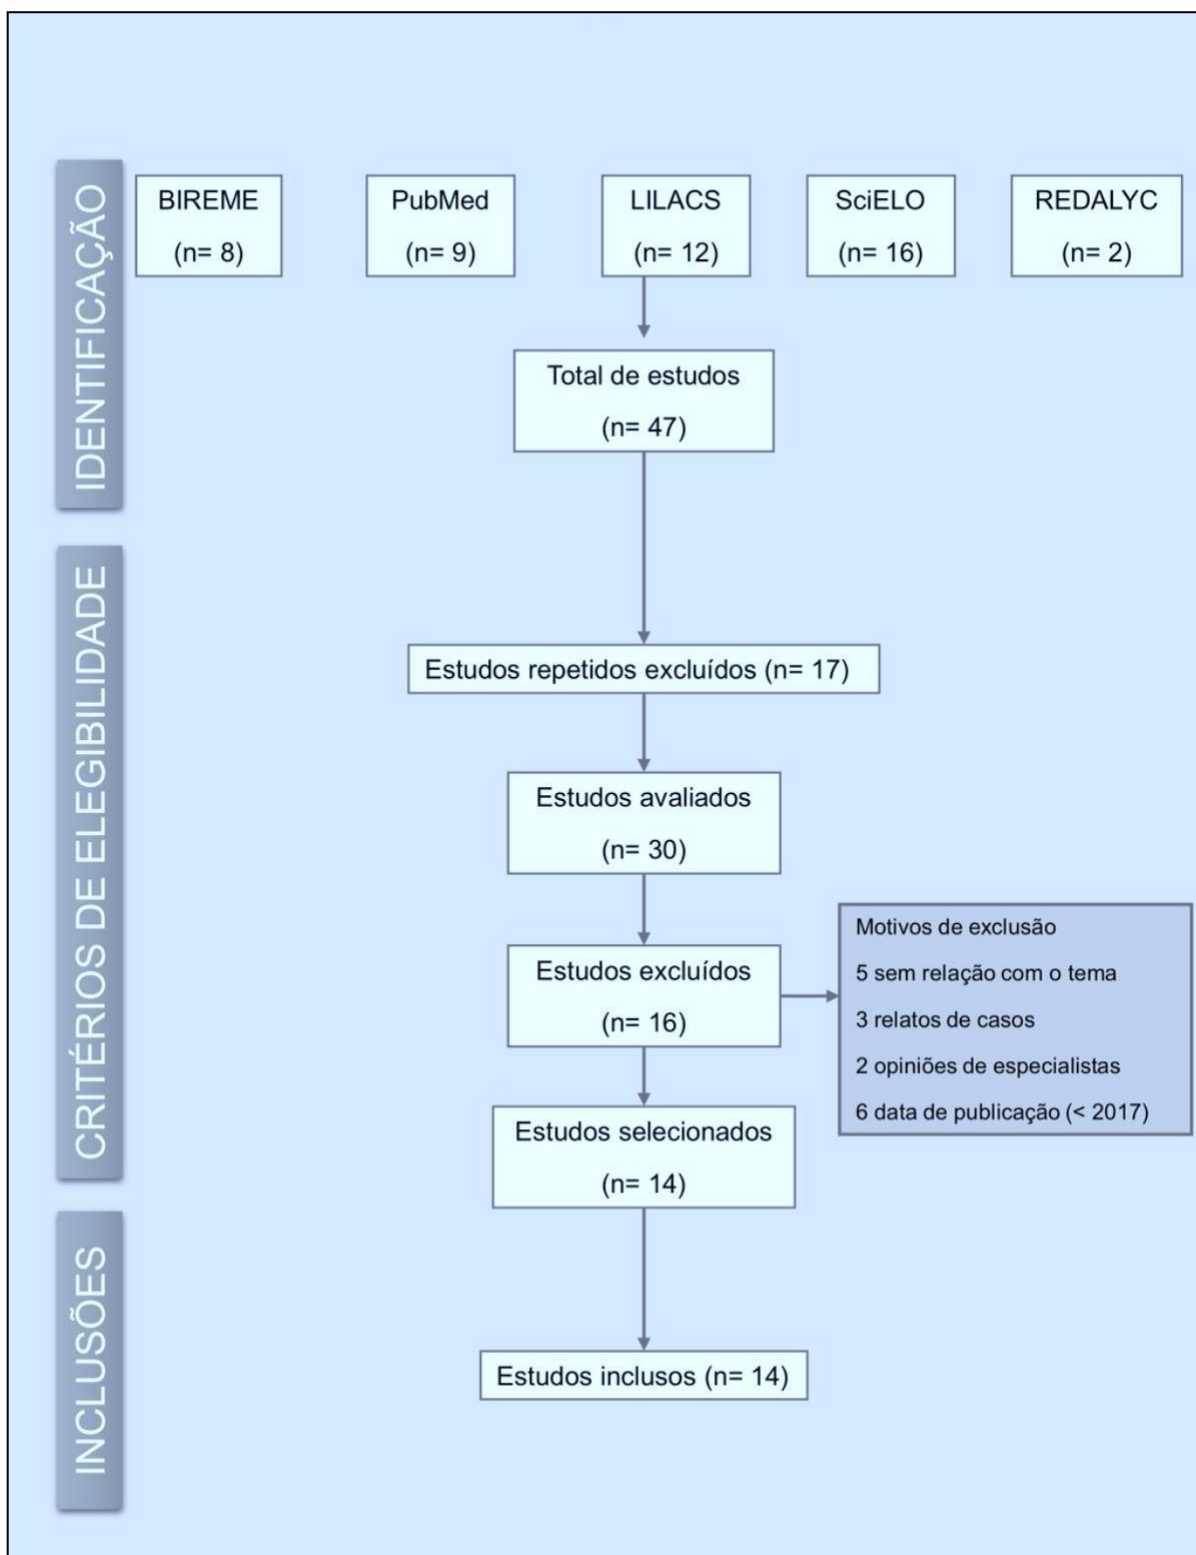 IDENTIFICAÇÃO
BIREME
(n= 8)
PubMed
(n= 9)
LILACS
(n= 12)
SciELO
(n= 16)
REDALYC
(n= 2)
Total de estudos
(n= 47)
CRITÉRIOS DE ELEGIBILIDADE
Estudos repetidos excluídos (n= 17)
Estudos avaliados
(n= 30)
Estudos excluídos
(n= 16)
Motivos de exclusão
5 sem relação com o tema
3 relatos de casos
2 opiniões de especialistas
6 data de publicação (< 2017)
Estudos selecionados
(n= 14)
INCLUSÕES
Estudos inclusos (n= 14)